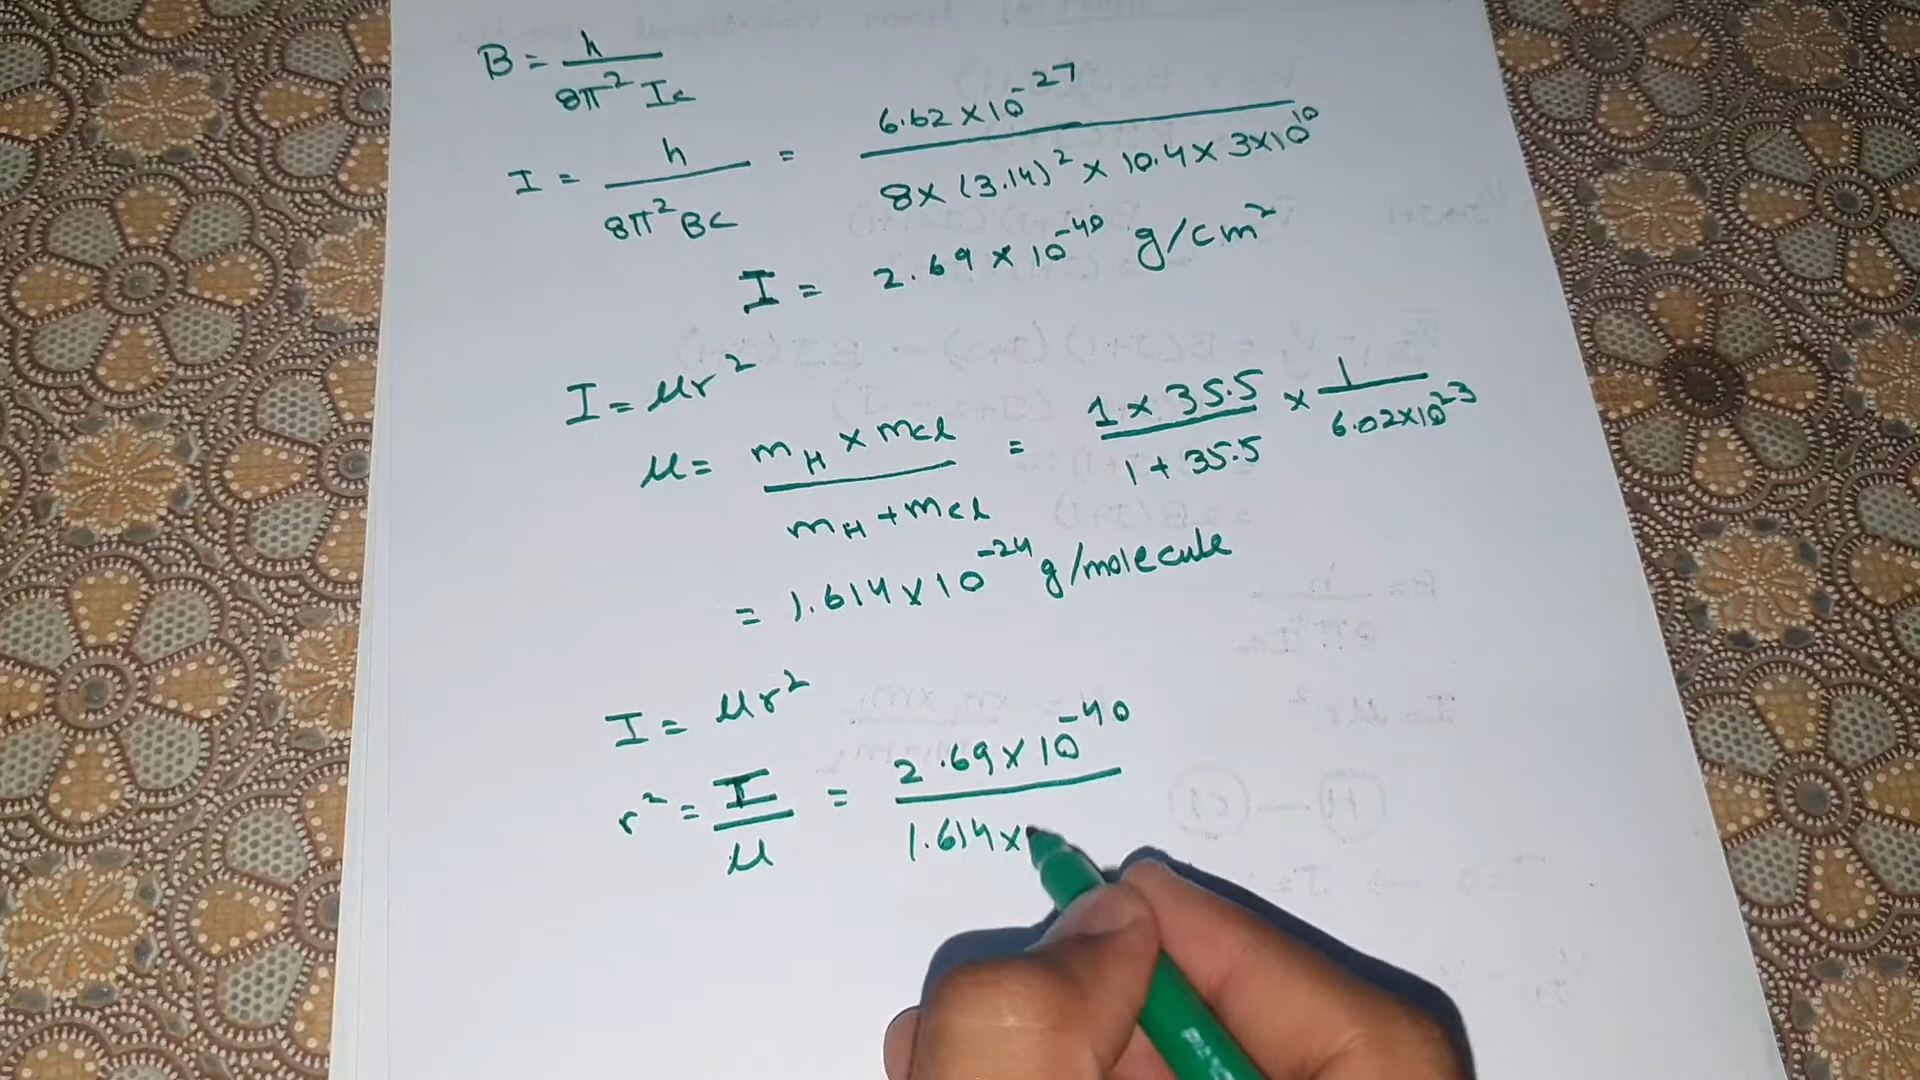 B = h / 8π² Ic
I = h / 8π² BC = 6.62 × 10⁻²⁷ / 8 × (3.14)² × 10.4 × 3×10¹⁰
I = 2.69 × 10⁻⁴⁰ g/cm²
I = μr²
μ = mH × mCl / mH + mCl = 1 × 35.5 / 1 + 35.5 × 1 / 6.02×10²³
= 1.614 × 10⁻²⁴ g/molecule
I = μr²
r² = I / μ = 2.69 × 10⁻⁴⁰ / 1.614 ×